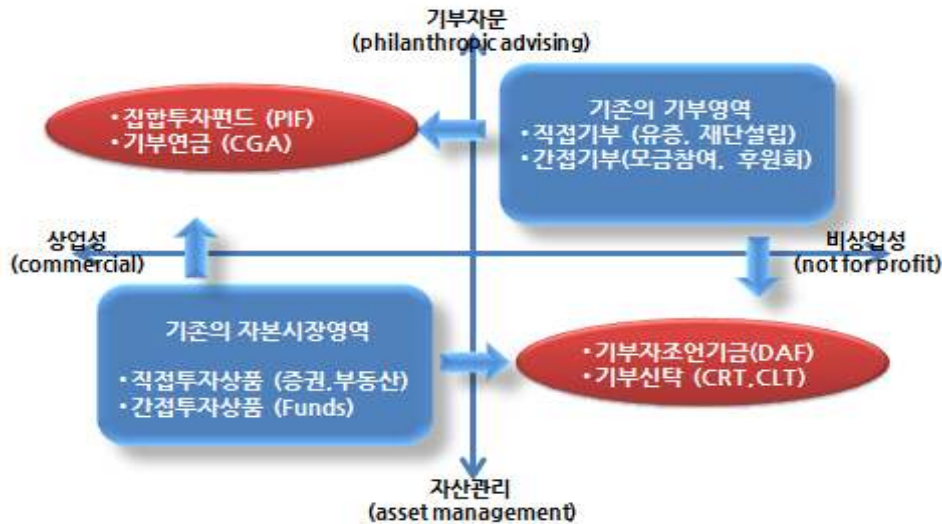 기부자문
(philanthropic advising)
기존의 기부영역
•직접기부 (유증, 재단설립)
•간접기부(모금참여, 후원회)
•집합투자펀드 (PIF)
•기부연금 (CGA)
상업성
(commercial)
비상업성
(not for profit)
기존의 자본시장영역
•직접투자상품 (증권,부동산)
•간접투자상품 (Funds)
•기부자조언기금(DAF)
•기부신탁 (CRT,CLT)
자산관리
(asset management)